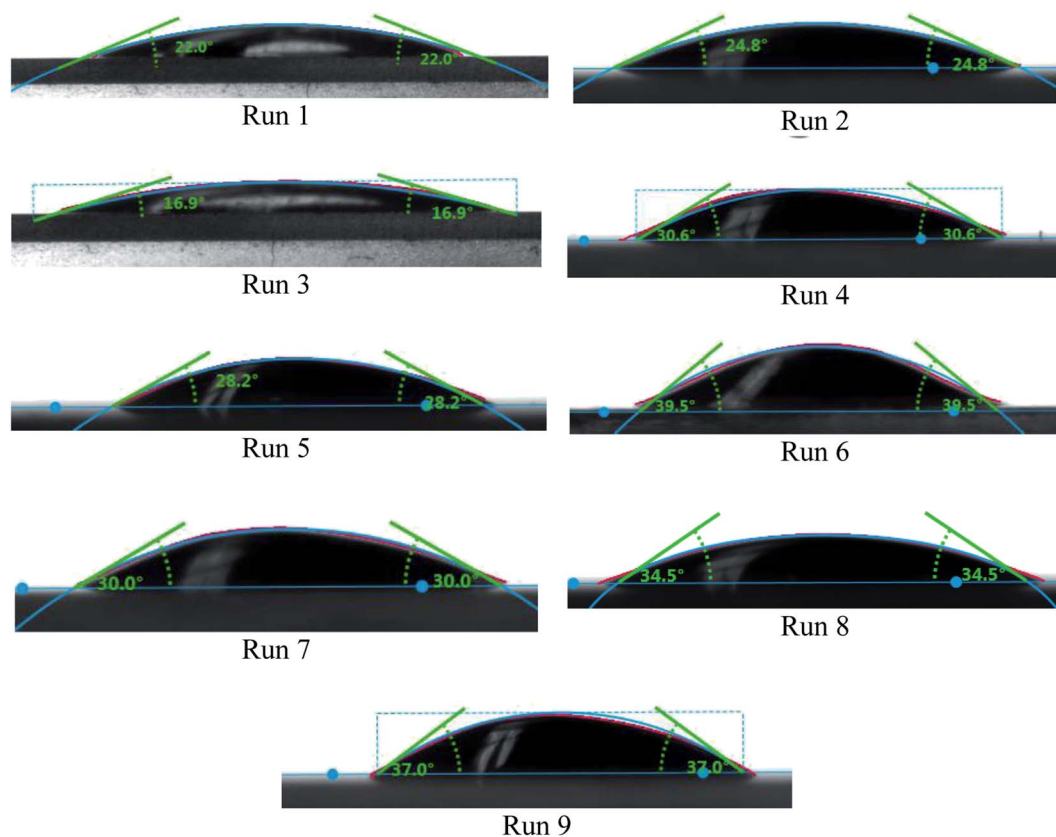 22.0° 22.0°
Run 1
24.8° 24.8°
Run 2
16.9° 16.9°
Run 3
30.6° 30.6°
Run 4
28.2° 28.2°
Run 5
39.5° 39.5°
Run 6
30.0° 30.0°
Run 7
34.5° 34.5°
Run 8
37.0° 37.0°
Run 9